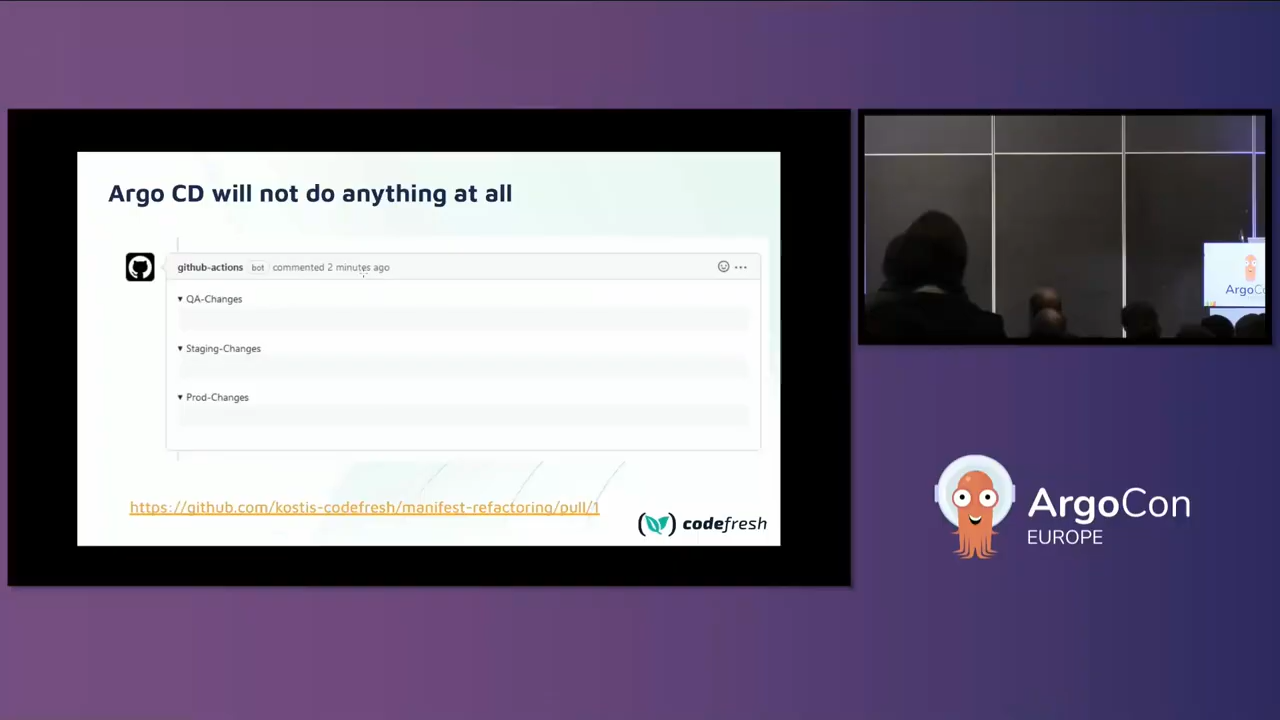 Argo CD will not do anything at all
github-actions bot commented 2 minutes ago
QA-Changes
Staging-Changes
Prod-Changes
https://github.com/kostis-codefresh/manifest-refactoring/pull/1
codefresh
ArgoCon
EUROPE